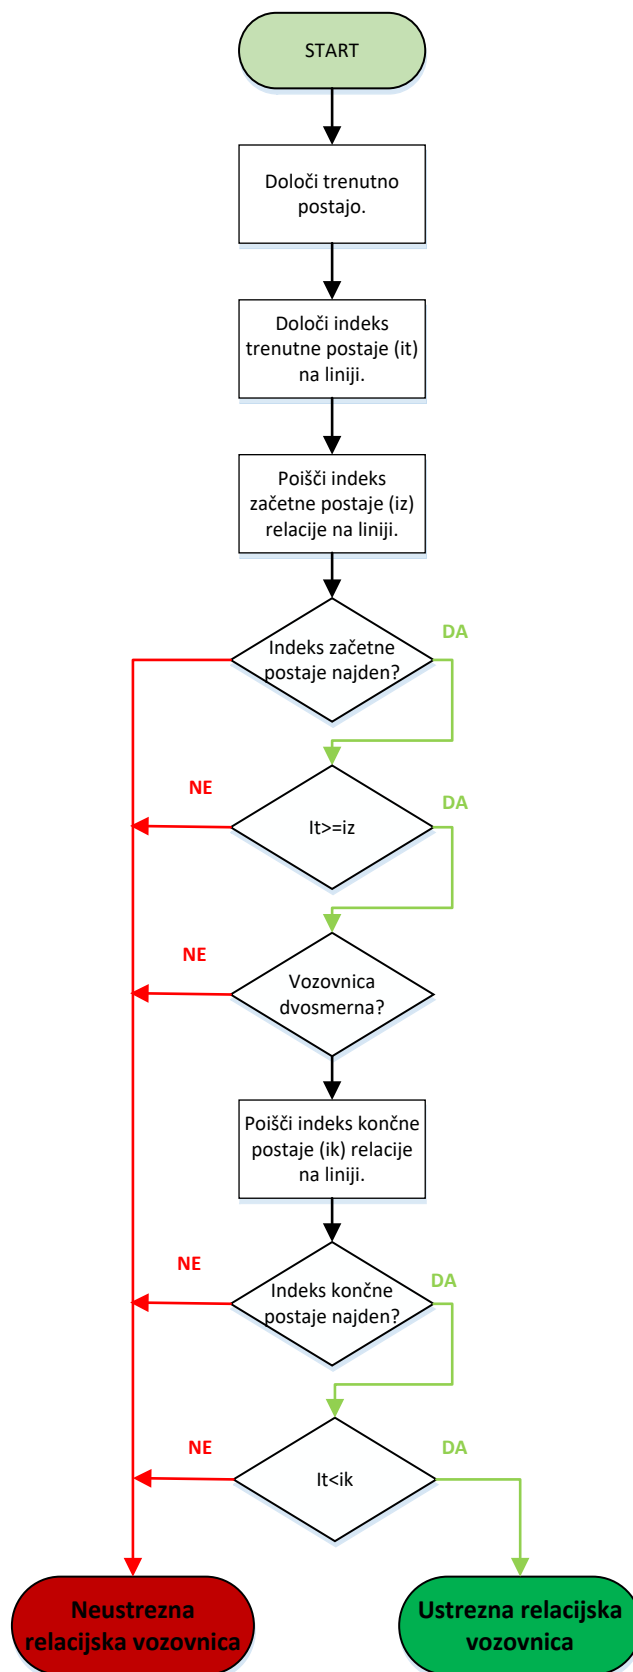 START
Določi trenutno
postajo.
Določi indeks
trenutne postaje (it)
na liniji.
Poišči indeks
začetne postaje (iz)
relacije na liniji.
DA
Indeks začetne
postaje najden?
NE
DA
It>=iz
NE
Vozovnica
dvosmerna?
Poišči indeks končne
postaje (ik) relacije
na liniji.
NE
DA
Indeks končne
postaje najden?
NE
DA
It<ik
Neustrezna
relacijska vozovnica
Ustrezna relacijska
vozovnica